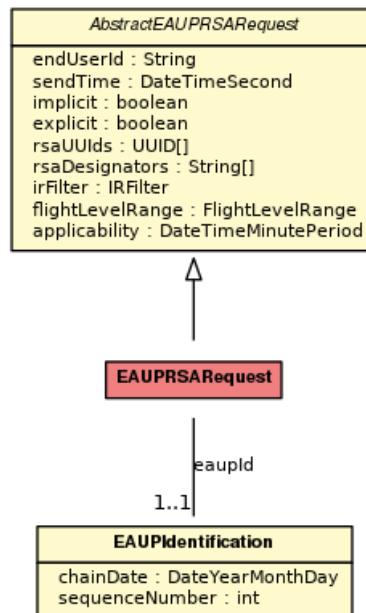 AbstractEAUPRSARequest
endUserId : String
sendTime : DateTimeSecond
implicit : boolean
explicit : boolean
rsaUUIds : UUID[]
rsaDesignators : String[]
irFilter : IRFilter
flightLevelRange : FlightLevelRange
applicability : DateTimeMinutePeriod
EAUPRSARequest
eaupId
1..1
EAUPIdentification
chainDate : DateYearMonthDay
sequenceNumber : int